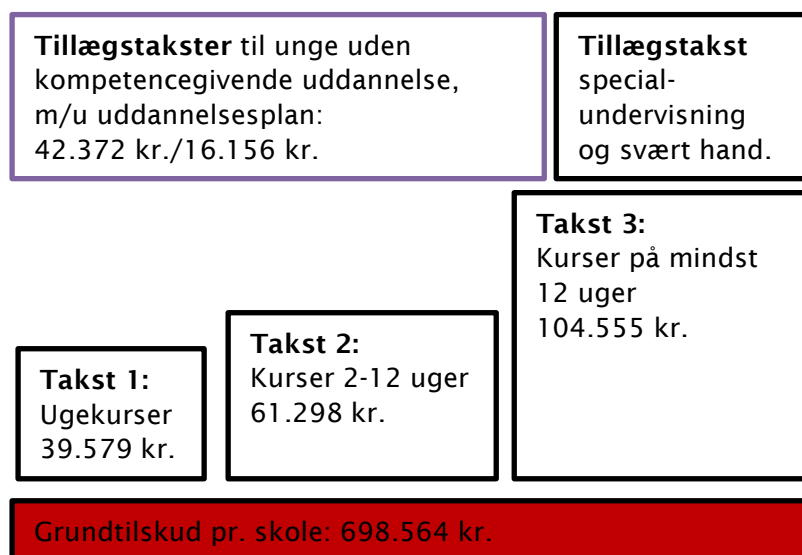 Tillægstakster til unge uden
kompetencegivende uddannelse,
m/u uddannelsesplan:
42.372 kr./16.156 kr.
Tillægstakst
special-
undervisning
og svært hand.
Takst 3:
Kurser på mindst
12 uger
104.555 kr.
Takst 2:
Kurser 2-12 uger
61.298 kr.
Takst 1:
Ugekurser
39.579 kr.
Grundtilskud pr. skole: 698.564 kr.